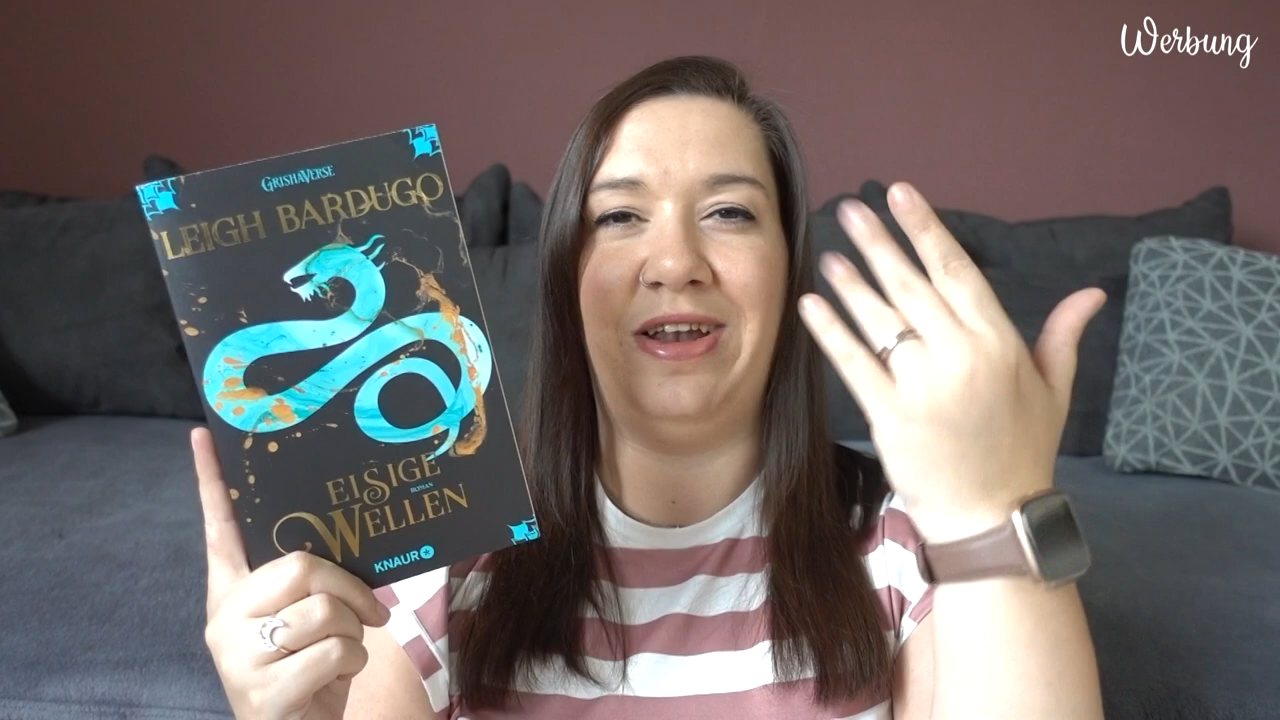 Werbung
GRISHAVERSE
LEIGH BARDUGO
EISIGE
ROMAN
WELLEN
KNAUR